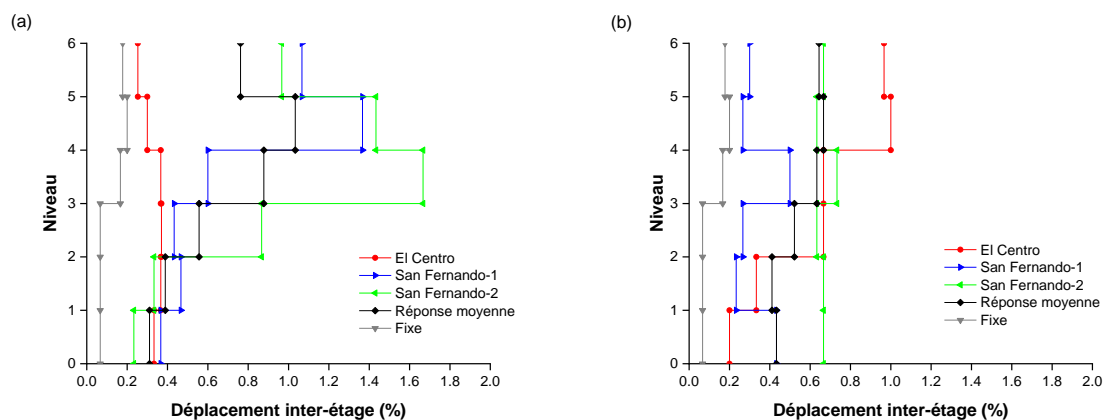 (a)
6
5
4
3
2
1
0
Niveau
0.0 0.2 0.4 0.6 0.8 1.0 1.2 1.4 1.6 1.8 2.0
Déplacement inter-étage (%)
El Centro
San Fernando-1
San Fernando-2
Réponse moyenne
Fixe
(b)
6
5
4
3
2
1
0
Niveau
0.0 0.2 0.4 0.6 0.8 1.0 1.2 1.4 1.6 1.8 2.0
Déplacement inter-étage (%)
El Centro
San Fernando-1
San Fernando-2
Réponse moyenne
Fixe